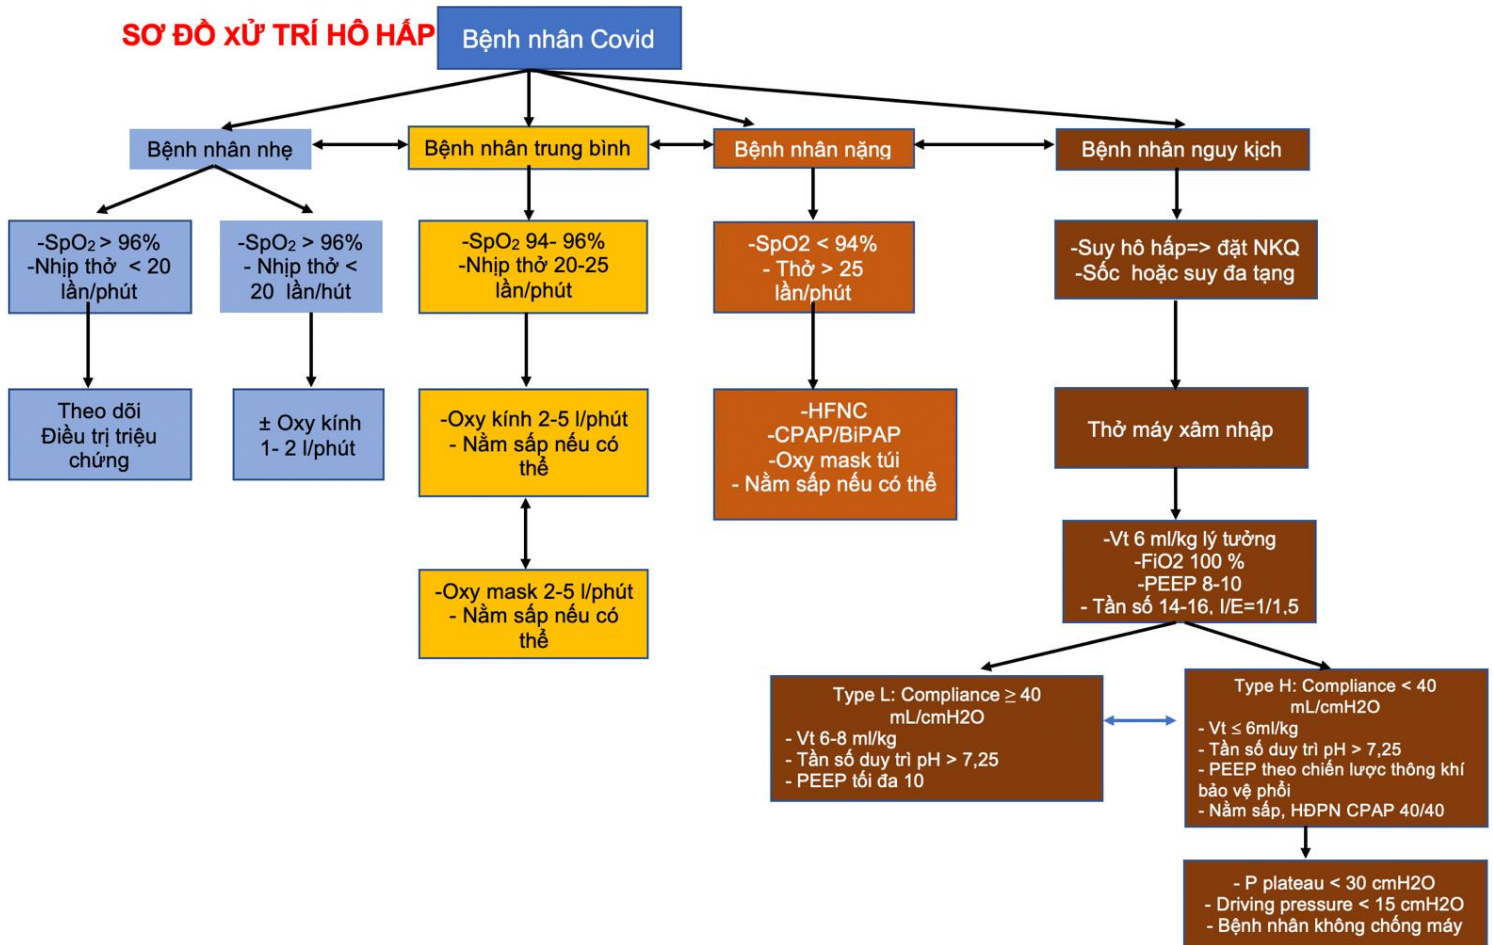 SƠ ĐỒ XỬ TRÍ HÔ HẤP
Bệnh nhân Covid
Bệnh nhân nhẹ
Bệnh nhân trung bình
Bệnh nhân nặng
Bệnh nhân nguy kịch
-SpO₂ > 96%
-Nhịp thở < 20
lần/phút
-SpO₂ > 96%
- Nhịp thở <
20 lần/hút
-SpO₂ 94- 96%
-Nhịp thở 20-25
lần/phút
-SpO2 < 94%
- Thở > 25
lần/phút
-Suy hô hấp=> đặt NKQ
-Sốc hoặc suy đa tạng
Theo dõi
Điều trị triệu
chứng
± Oxy kính
1- 2 l/phút
-Oxy kính 2-5 l/phút
- Nằm sấp nếu có
thể
-HFNC
-CPAP/BiPAP
-Oxy mask túi
- Nằm sấp nếu có thể
Thở máy xâm nhập
-Oxy mask 2-5 l/phút
- Nằm sấp nếu có
thể
-Vt 6 ml/kg lý tưởng
-FiO2 100 %
-PEEP 8-10
- Tần số 14-16, I/E=1/1,5
Type L: Compliance ≥ 40
mL/cmH2O
- Vt 6-8 ml/kg
- Tần số duy trì pH > 7,25
- PEEP tối đa 10
Type H: Compliance < 40
mL/cmH2O
- Vt ≤ 6ml/kg
- Tần số duy trì pH > 7,25
- PEEP theo chiến lược thông khí
bảo vệ phổi
- Nằm sấp, HĐPN CPAP 40/40
- P plateau < 30 cmH2O
- Driving pressure < 15 cmH2O
- Bệnh nhân không chống máy